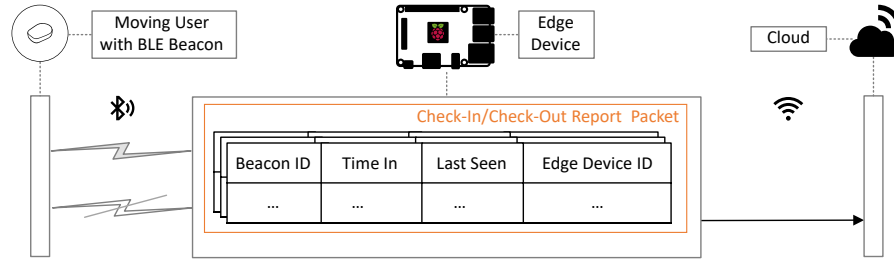 Moving User
with BLE Beacon
Edge
Device
Cloud
Check-In/Check-Out Report Packet
Beacon ID Time In Last Seen Edge Device ID
... ... ... ...